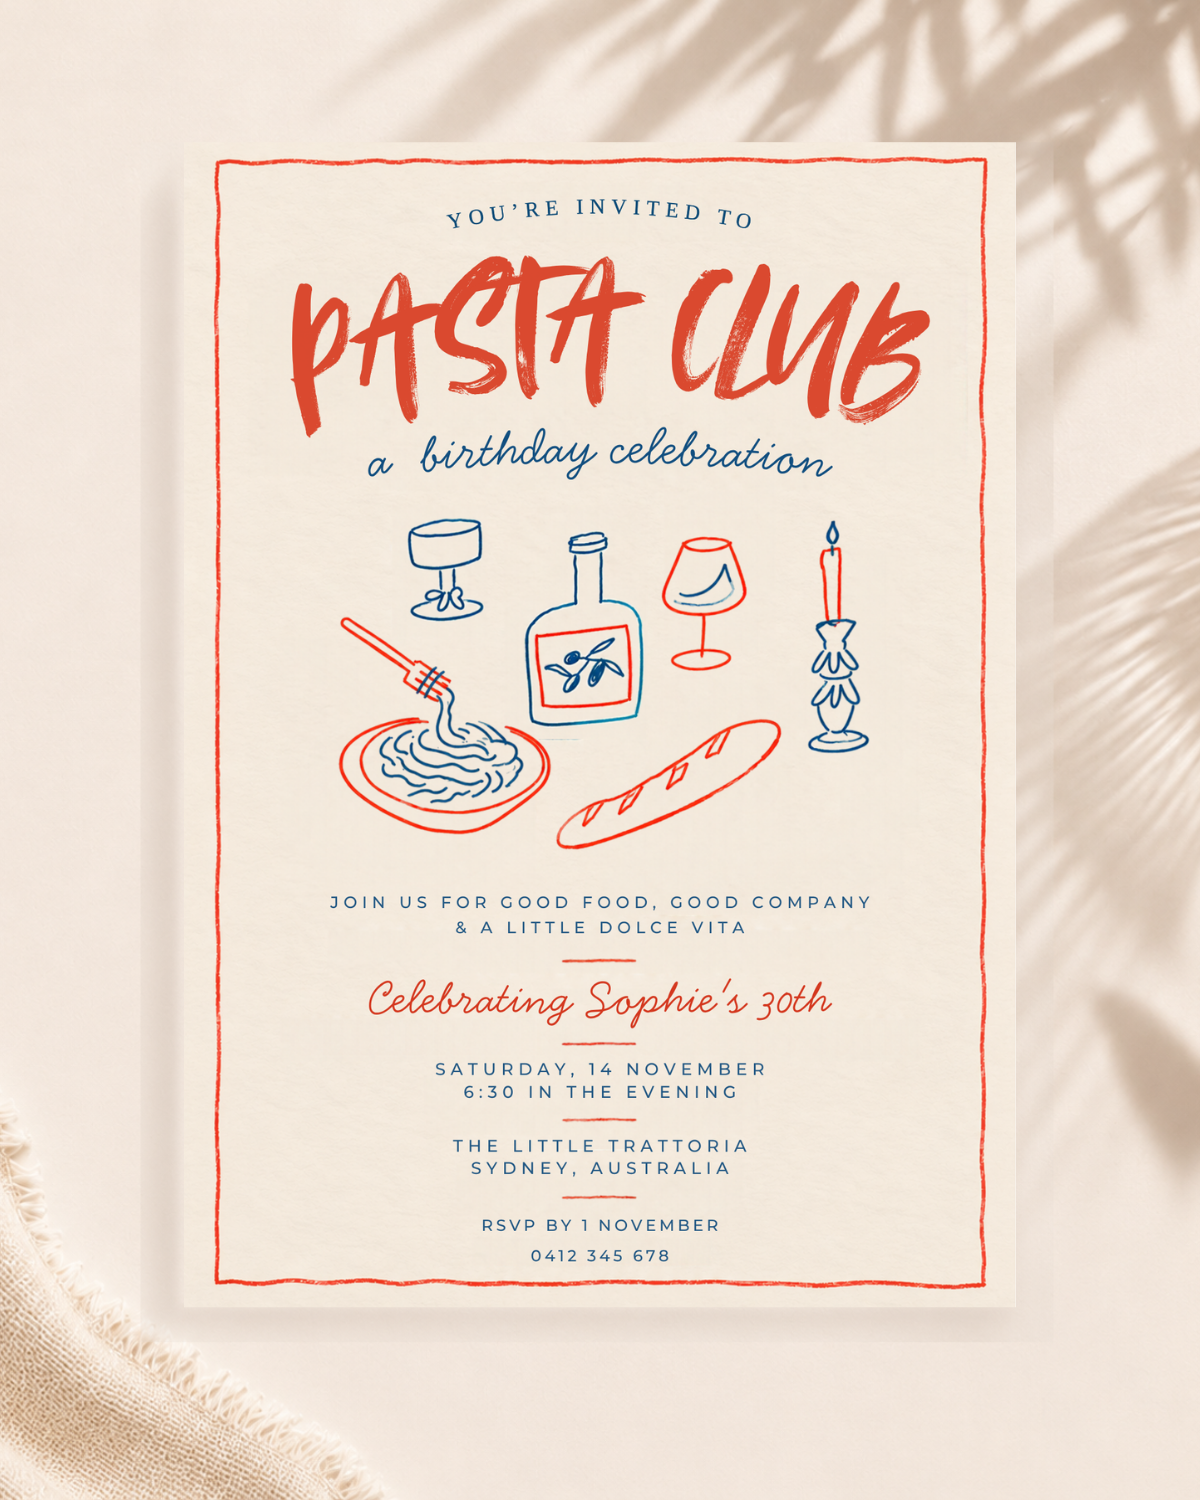 YOU'RE INVITED TO
PASTA CLUB
a birthday celebration
JOIN US FOR GOOD FOOD, GOOD COMPANY
& A LITTLE DOLCE VITA
Celebrating Sophie's 30th
SATURDAY, 14 NOVEMBER
6:30 IN THE EVENING
THE LITTLE TRATTORIA
SYDNEY, AUSTRALIA
RSVP BY 1 NOVEMBER
0412 345 678